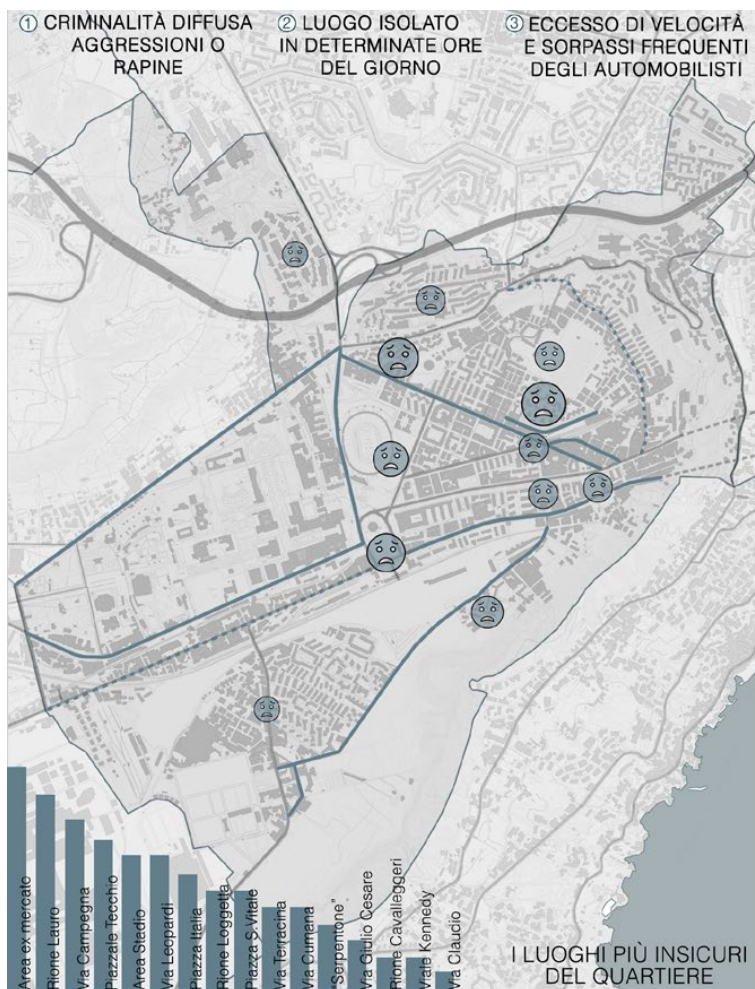 ① CRIMINALITÀ DIFFUSA
AGGRESSIONI O
RAPINE
② LUOGO ISOLATO
IN DETERMINATE ORE
DEL GIORNO
③ ECCESSO DI VELOCITÀ
E SORPASSI FREQUENTI
DEGLI AUTOMOBILISTI
Area ex mercato
Rione Lauro
Via Campegna
Piazzale Tecchio
Area Stadio
Via Leopardi
Piazza Italia
Rione Loggetta
Piazza S.Vitale
Via Terracina
Via Cumana
"Serpentone"
Via Giulio Cesare
Rione Cavalleggeri
Viale Kennedy
Via Claudio
I LUOGHI PIÙ INSICURI
DEL QUARTIERE